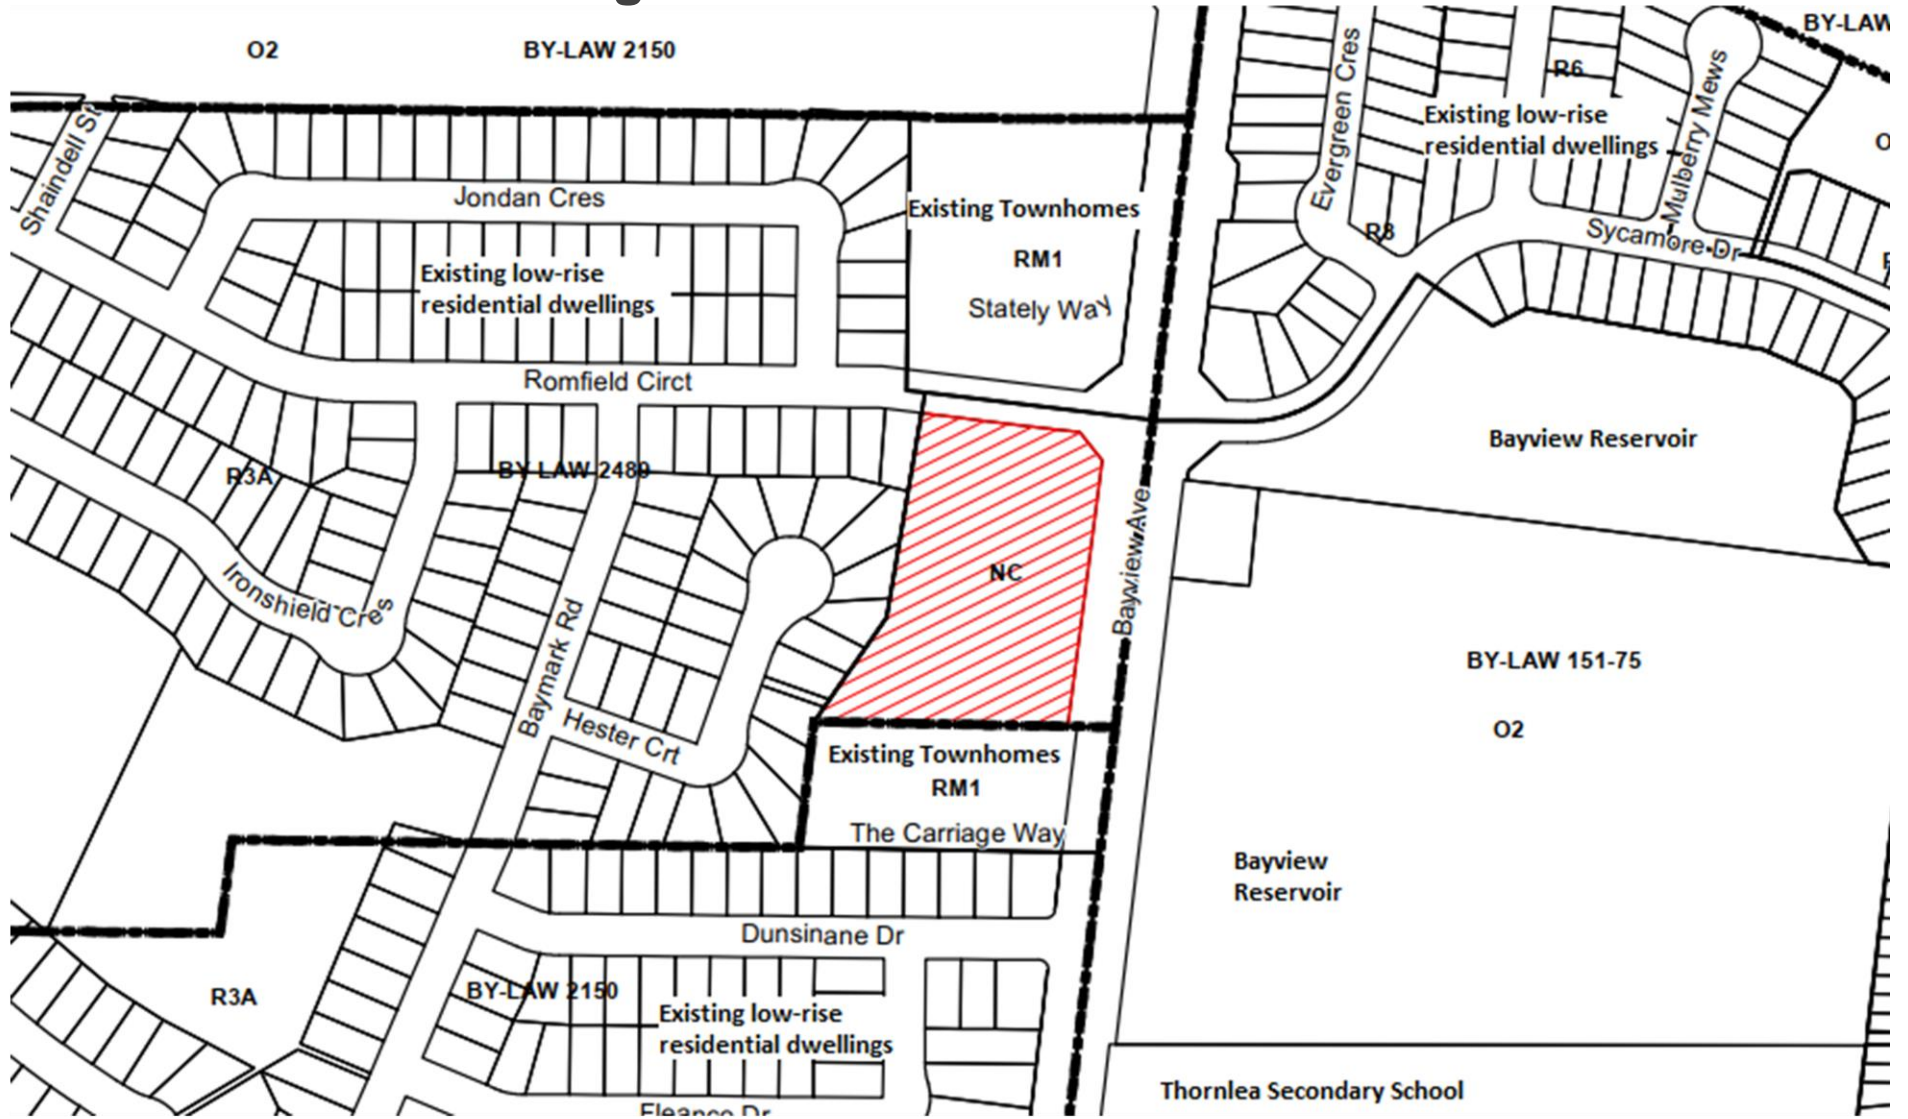 O2
BY-LAW 2150
BY-LAW
Evergreen Cres
R6
Mulberry Mews
Existing low-rise
residential dwellings
Shaindell St
O
Jondan Cres
Existing Townhomes
RM1
Stately Way
R3
Sycamore Dr
Existing low-rise
residential dwellings
Romfield Circt
Bayview Reservoir
R3A
BY-LAW 2489
NC
Bayview Ave
Ironshield Cres
Baymark Rd
Hester Crt
BY-LAW 151-75
O2
Existing Townhomes
RM1
The Carriage Way
Bayview
Reservoir
Dunsinane Dr
R3A
BY-LAW 2150
Existing low-rise
residential dwellings
Thornlea Secondary School